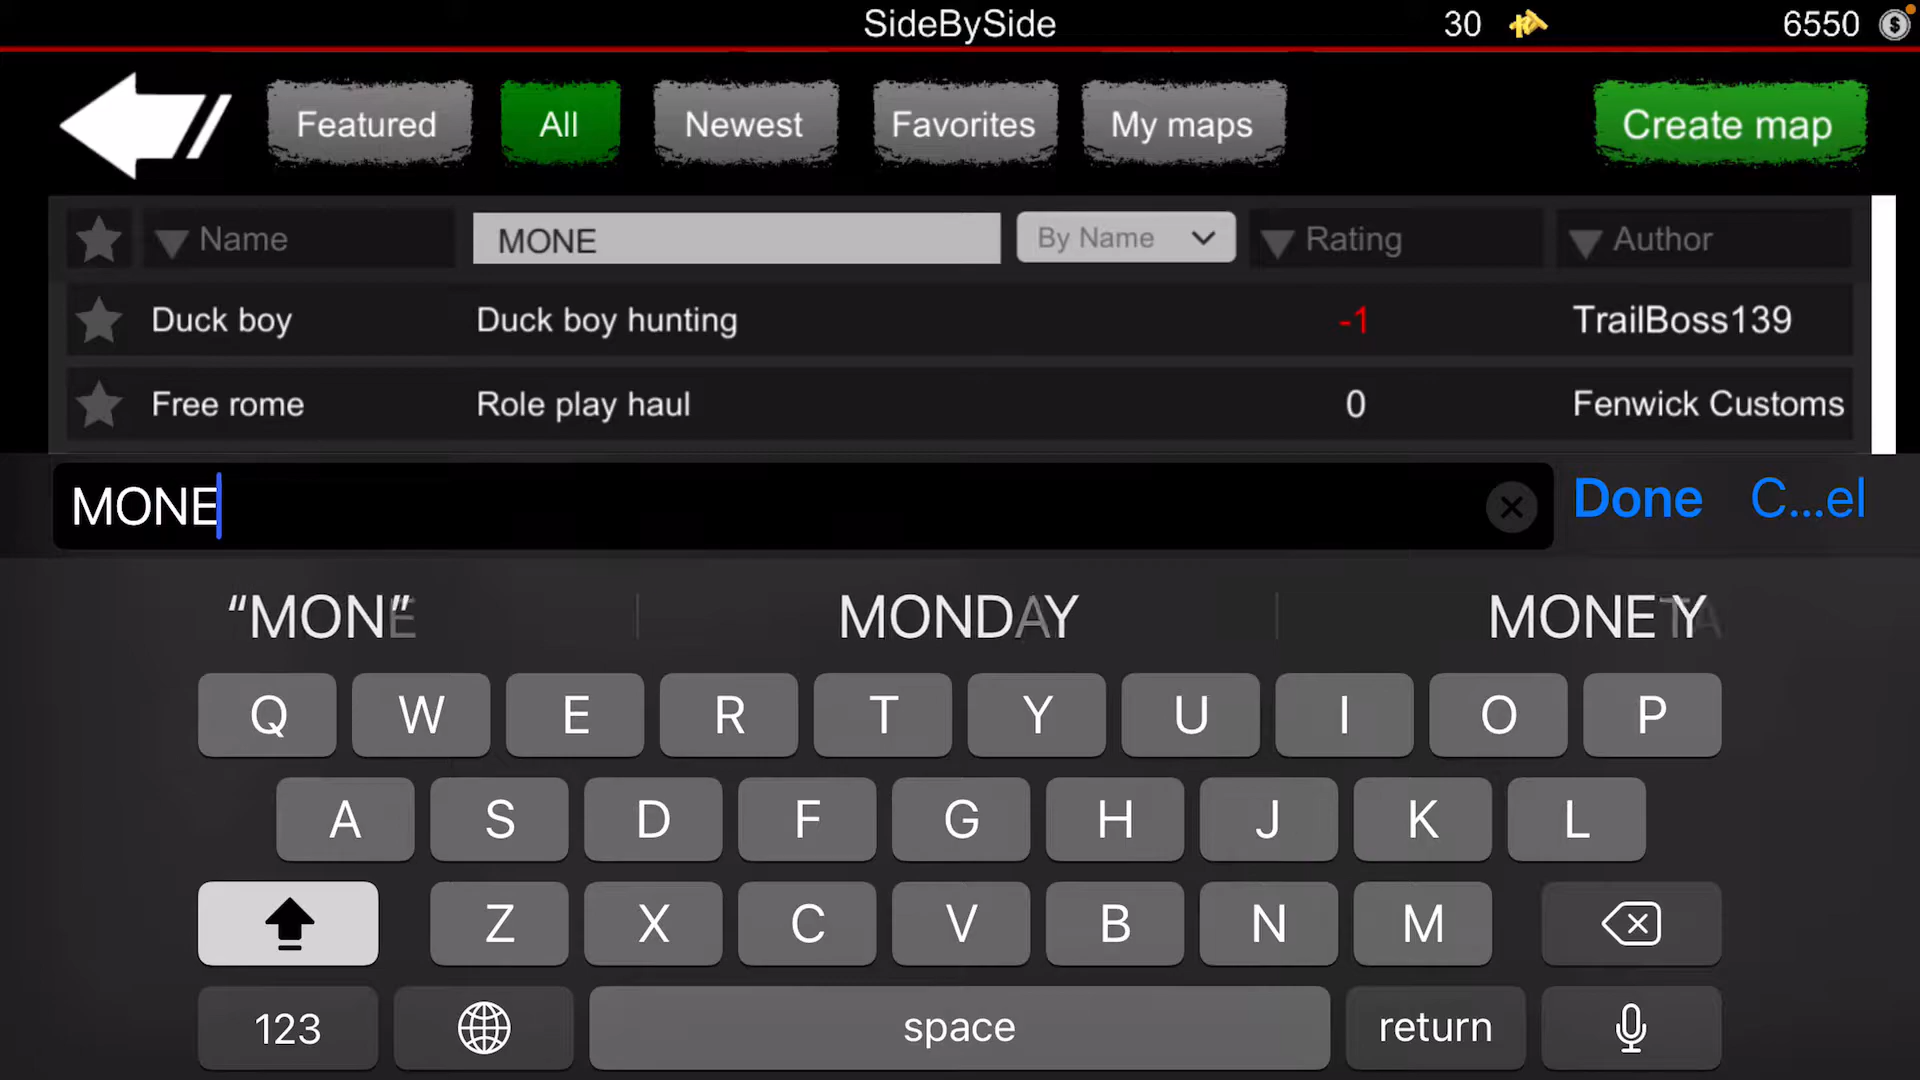 SideBySide 30 6550
Featured All Newest Favorites My maps Create map
Name MONE By Name Rating Author
Duck boy Duck boy hunting -1 TrailBoss139
Free rome Role play haul 0 Fenwick Customs
MONE Done C...el
“MON” MONDAY MONEY
Q W E R T Y U I O P
A S D F G H J K L
Z X C V B N M
123 space return